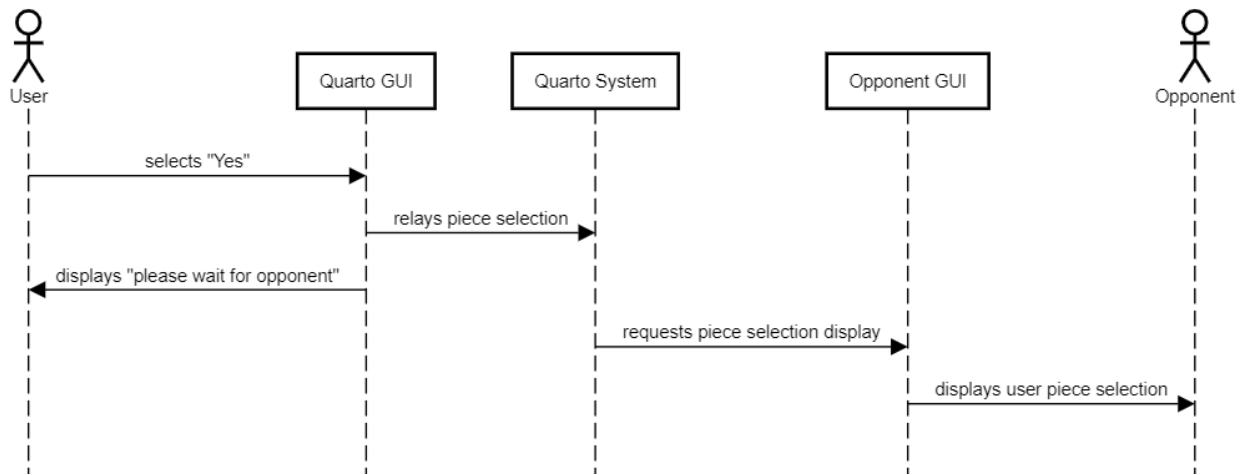 User
Quarto GUI
Quarto System
Opponent GUI
Opponent
selects "Yes"
relays piece selection
displays "please wait for opponent"
requests piece selection display
displays user piece selection